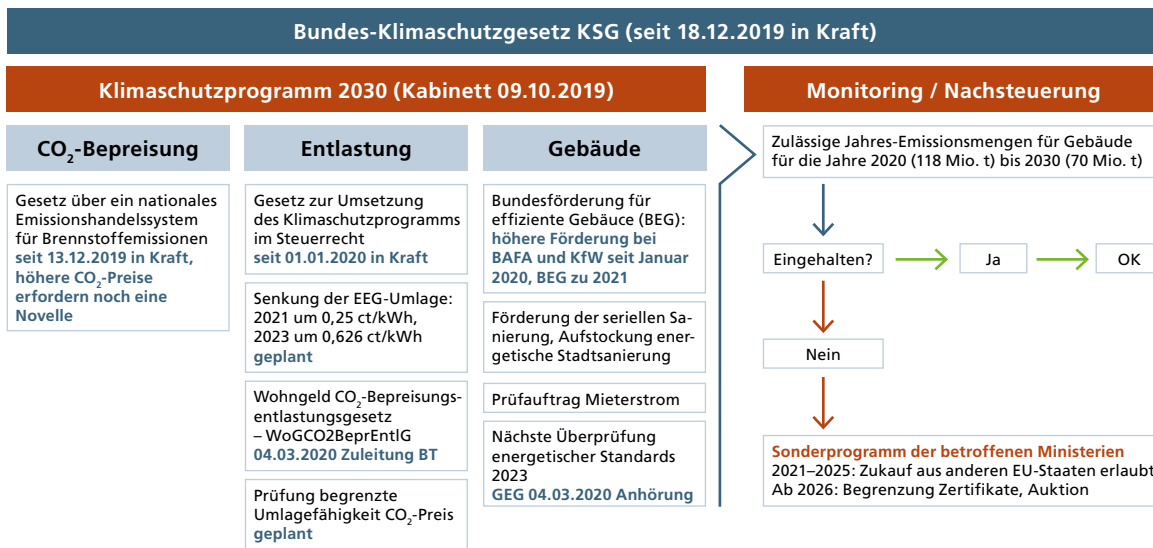 Bundes-Klimaschutzgesetz KSG (seit 18.12.2019 in Kraft)
Klimaschutzprogramm 2030 (Kabinett 09.10.2019)
CO₂-Bepreisung
Gesetz über ein nationales
Emissionshandelssystem
für Brennstoffemissionen
seit 13.12.2019 in Kraft,
höhere CO₂-Preise
erfordern noch eine
Novelle
Entlastung
Gesetz zur Umsetzung
des Klimaschutzprogramms
im Steuerrecht
seit 01.01.2020 in Kraft
Senkung der EEG-Umlage:
2021 um 0,25 ct/kWh,
2023 um 0,626 ct/kWh
geplant
Wohngeld CO₂-Bepreisungs-
entlastungsgesetz
– WoGCO2BeprEntlG
04.03.2020 Zuleitung BT
Prüfung begrenzte
Umlagefähigkeit CO₂-Preis
geplant
Gebäude
Bundesförderung für
effiziente Gebäuce (BEG):
höhere Förderung bei
BAFA und KfW seit Januar
2020, BEG zu 2021
Förderung der seriellen Sa-
nierung, Aufstockung ener-
getische Stadtsanierung
Prüfauftrag Mieterstrom
Nächste Überprüfung
energetischer Standards
2023
GEG 04.03.2020 Anhörung
Monitoring / Nachsteuerung
Zulässige Jahres-Emissionsmengen für Gebäude
für die Jahre 2020 (118 Mio. t) bis 2030 (70 Mio. t)
Eingehalten?
Ja
OK
Nein
Sonderprogramm der betroffenen Ministerien
2021–2025: Zukauf aus anderen EU-Staaten erlaubt
Ab 2026: Begrenzung Zertifikate, Auktion